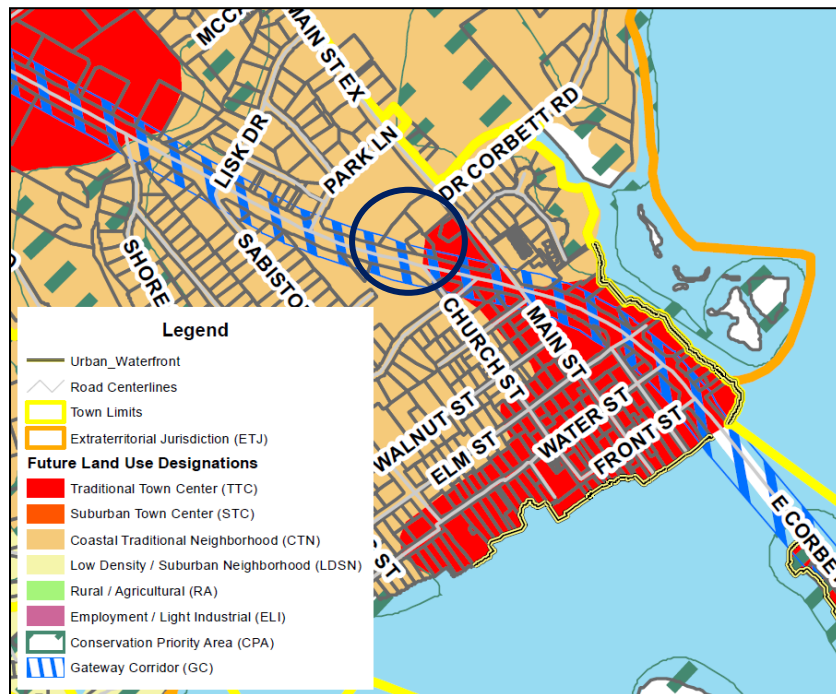 MCCA
MAIN ST EX
DR CORBETT RD
LISK DR
PARK LN
SHORE
SABISTO
CHURCH ST
MAIN ST
WALNUT ST
ELM ST
WATER ST
FRONT ST
ST
E CORBE
Legend
Urban_Waterfront
Road Centerlines
Town Limits
Extraterritorial Jurisdiction (ETJ)
Future Land Use Designations
Traditional Town Center (TTC)
Suburban Town Center (STC)
Coastal Traditional Neighborhood (CTN)
Low Density / Suburban Neighborhood (LDSN)
Rural / Agricultural (RA)
Employment / Light Industrial (ELI)
Conservation Priority Area (CPA)
Gateway Corridor (GC)